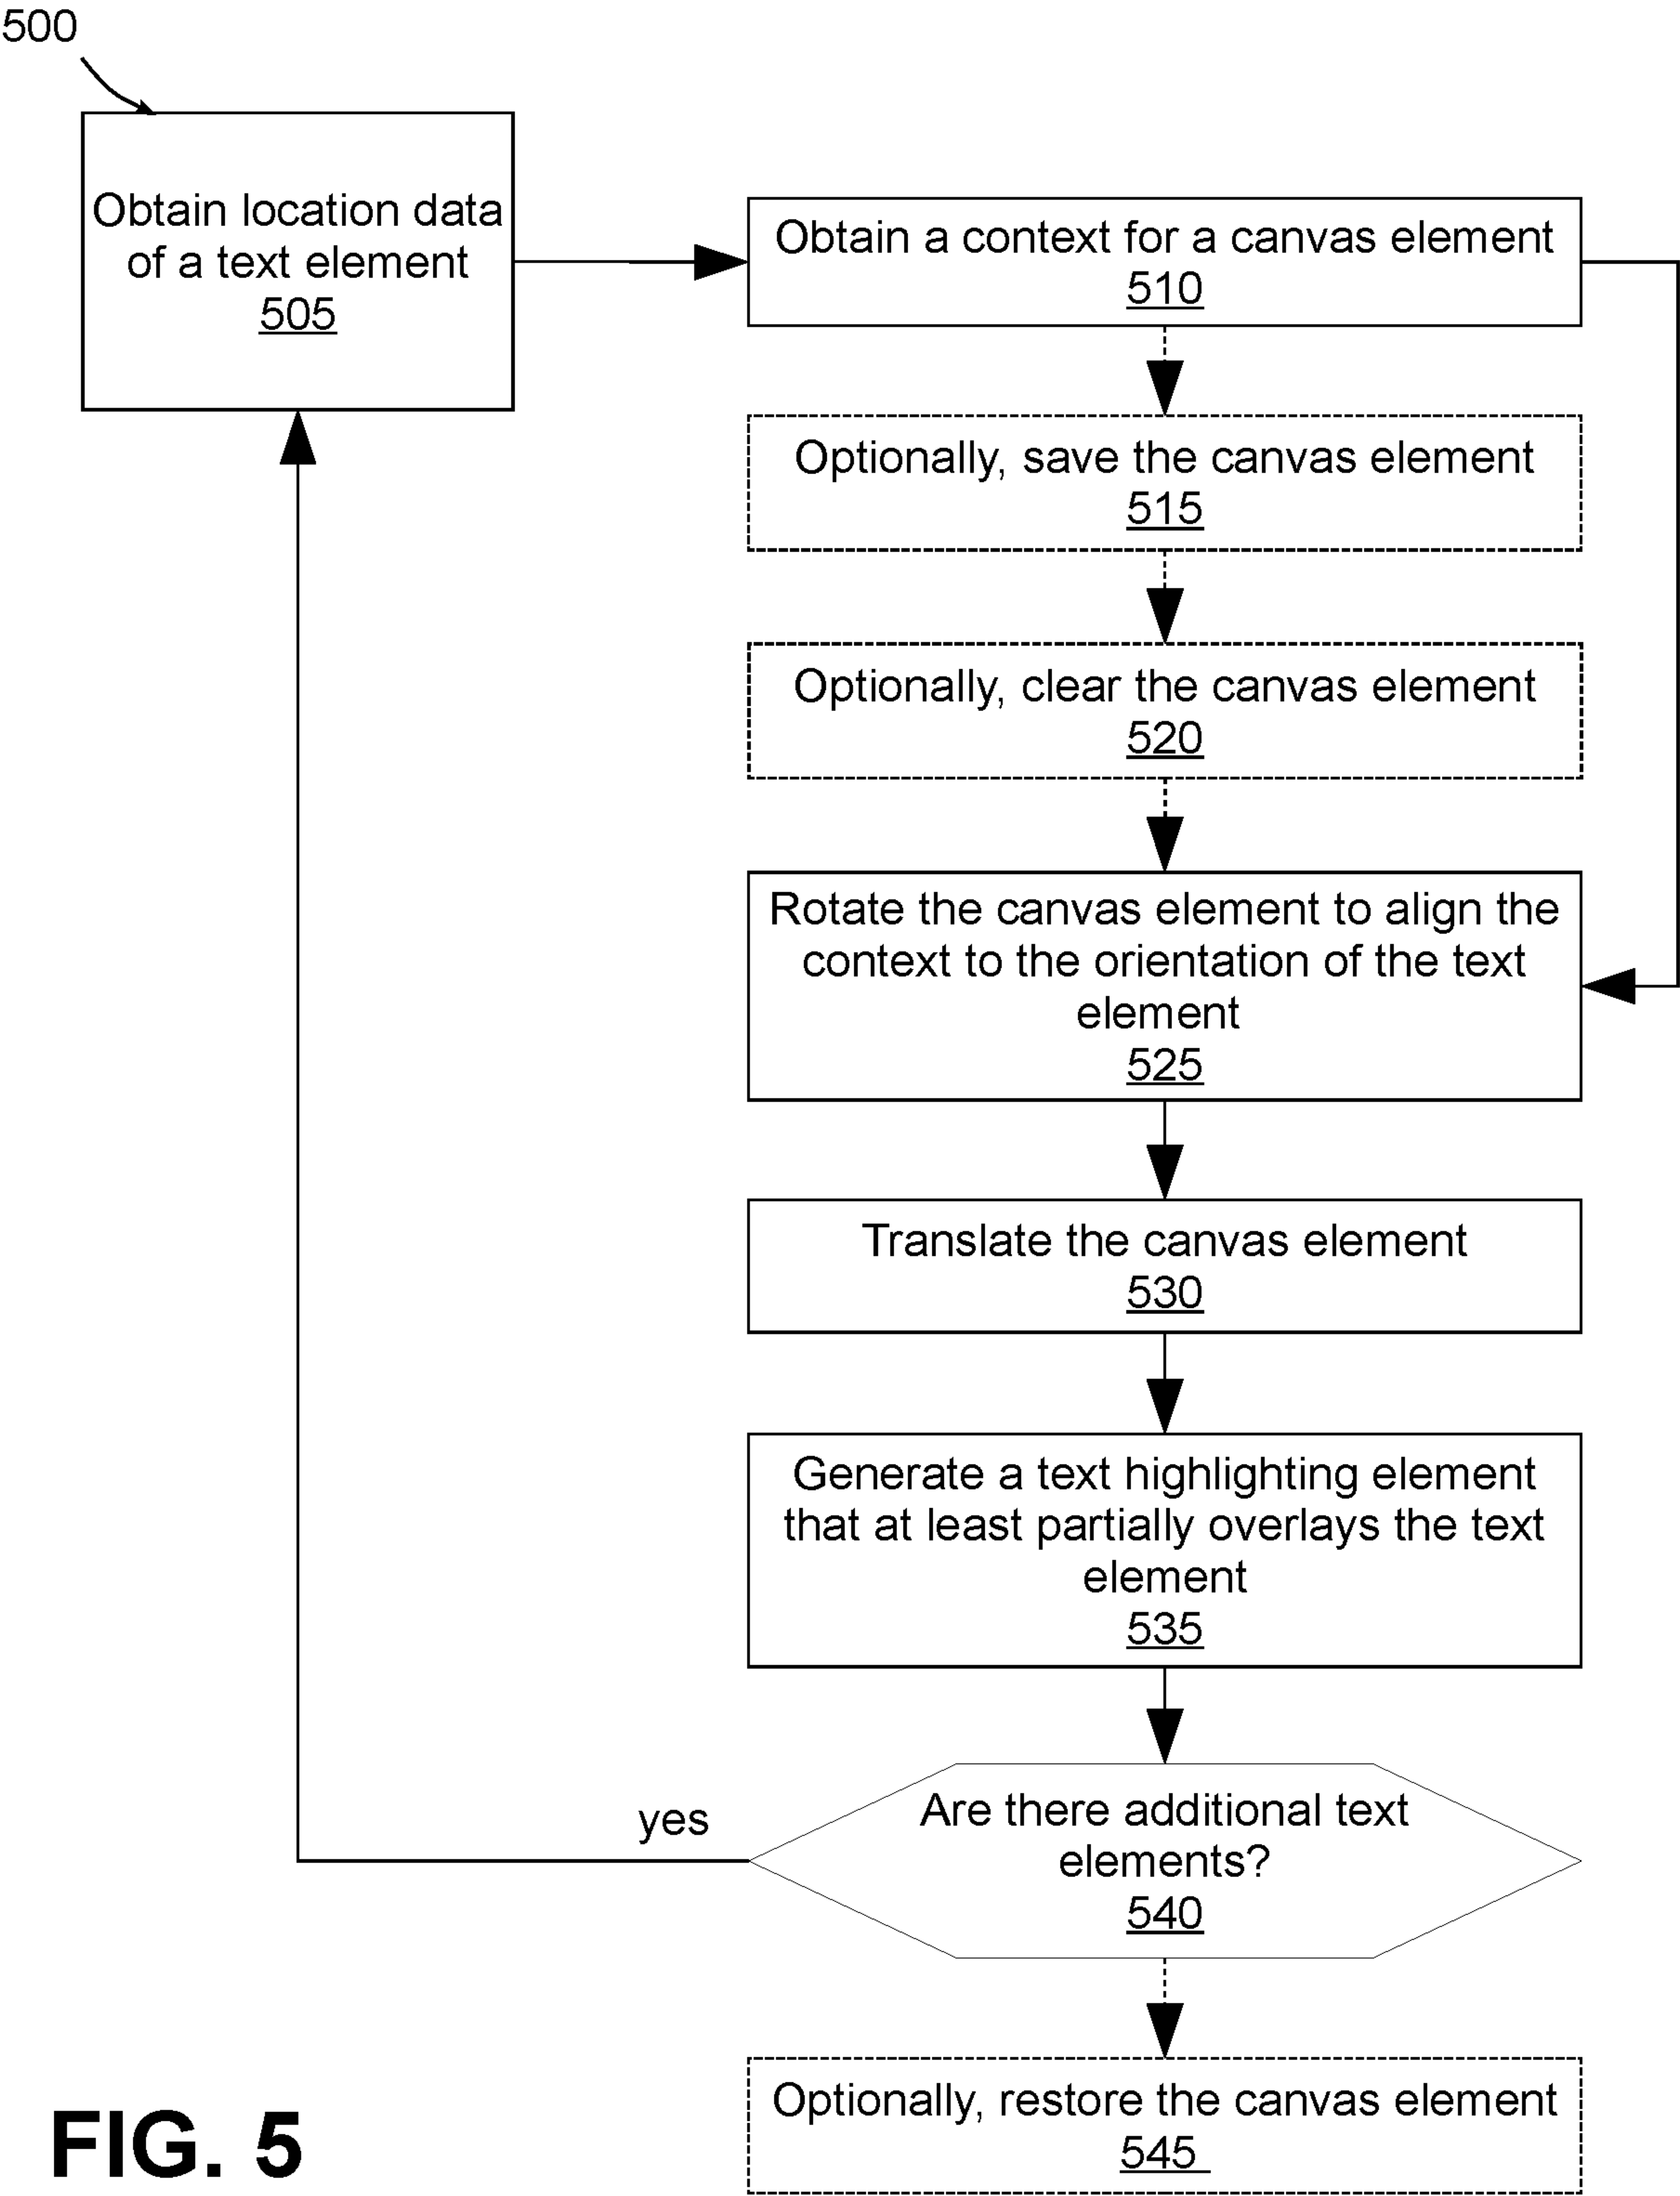 500
Obtain location data
of a text element
505
Obtain a context for a canvas element
510
Optionally, save the canvas element
515
Optionally, clear the canvas element
520
Rotate the canvas element to align the
context to the orientation of the text
element
525
Translate the canvas element
530
Generate a text highlighting element
that at least partially overlays the text
element
535
Are there additional text
elements?
540
yes
Optionally, restore the canvas element
545
FIG. 5